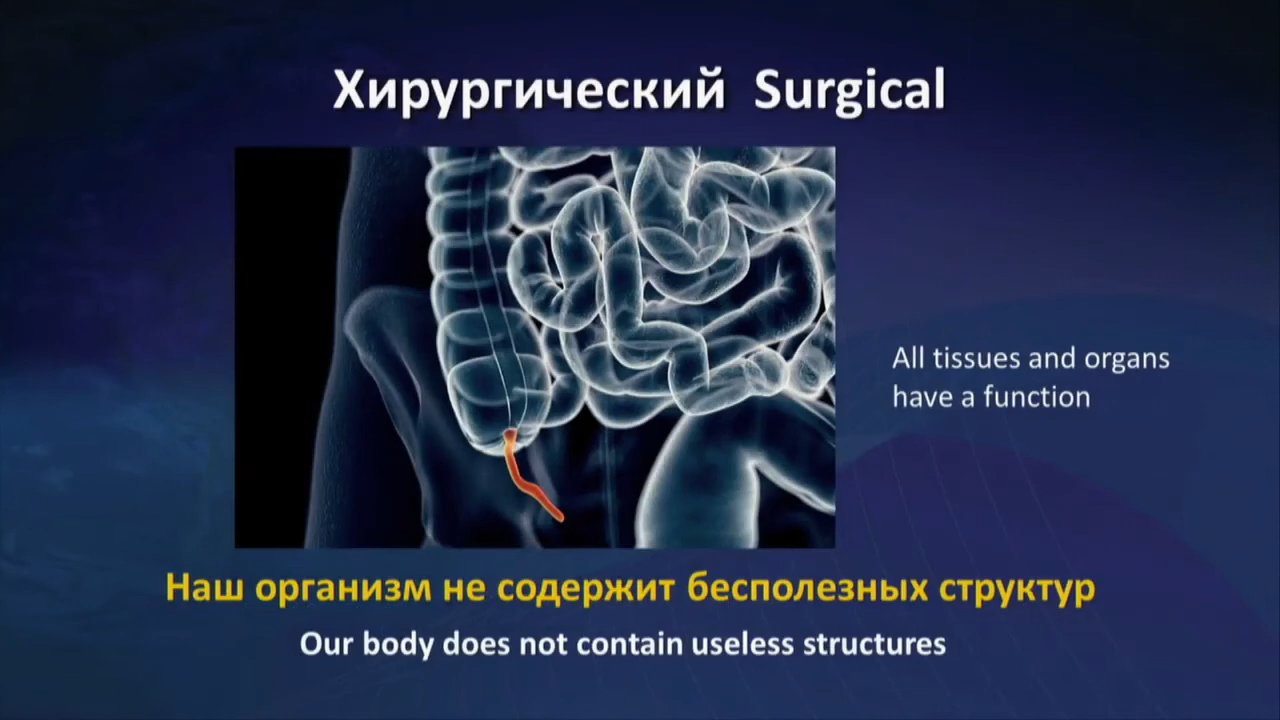 Хирургический Surgical
All tissues and organs
have a function
Наш организм не содержит бесполезных структур
Our body does not contain useless structures